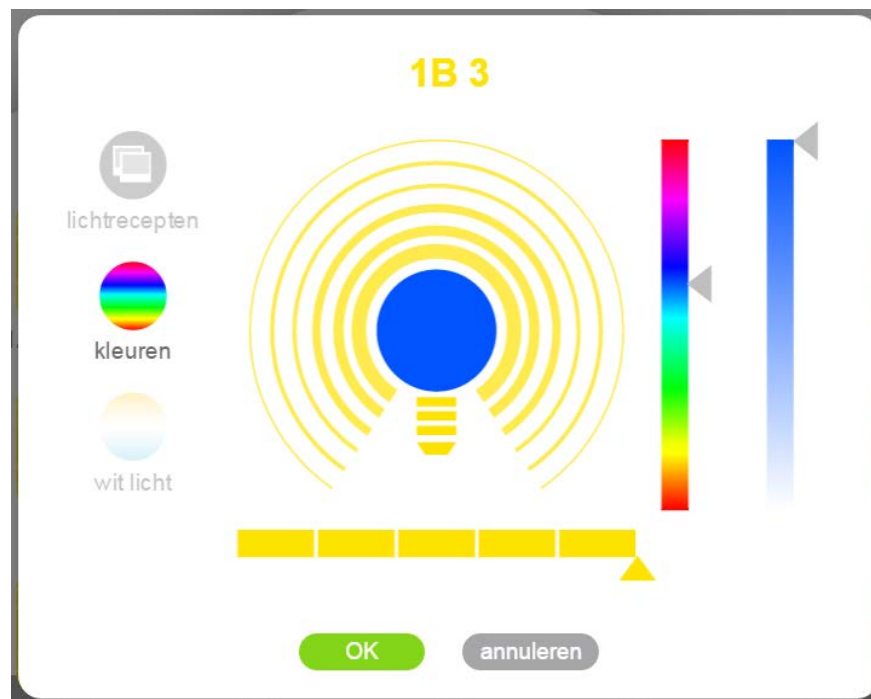 1B 3
lichtrecepten
kleuren
wit licht
OK
annuleren